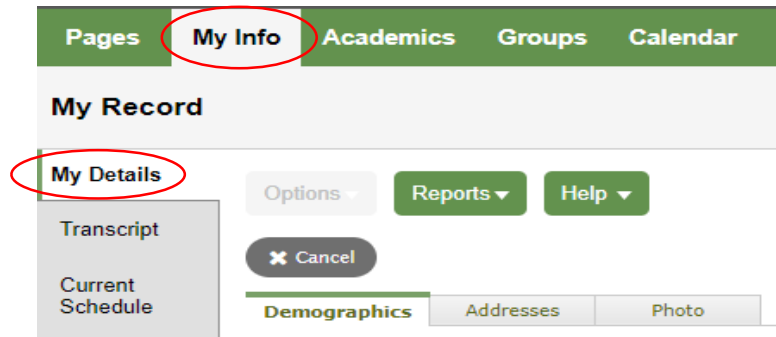 Pages My Info Academics Groups Calendar
My Record
My Details
Options Reports Help
Transcript
Cancel
Current
Schedule
Demographics Addresses Photo